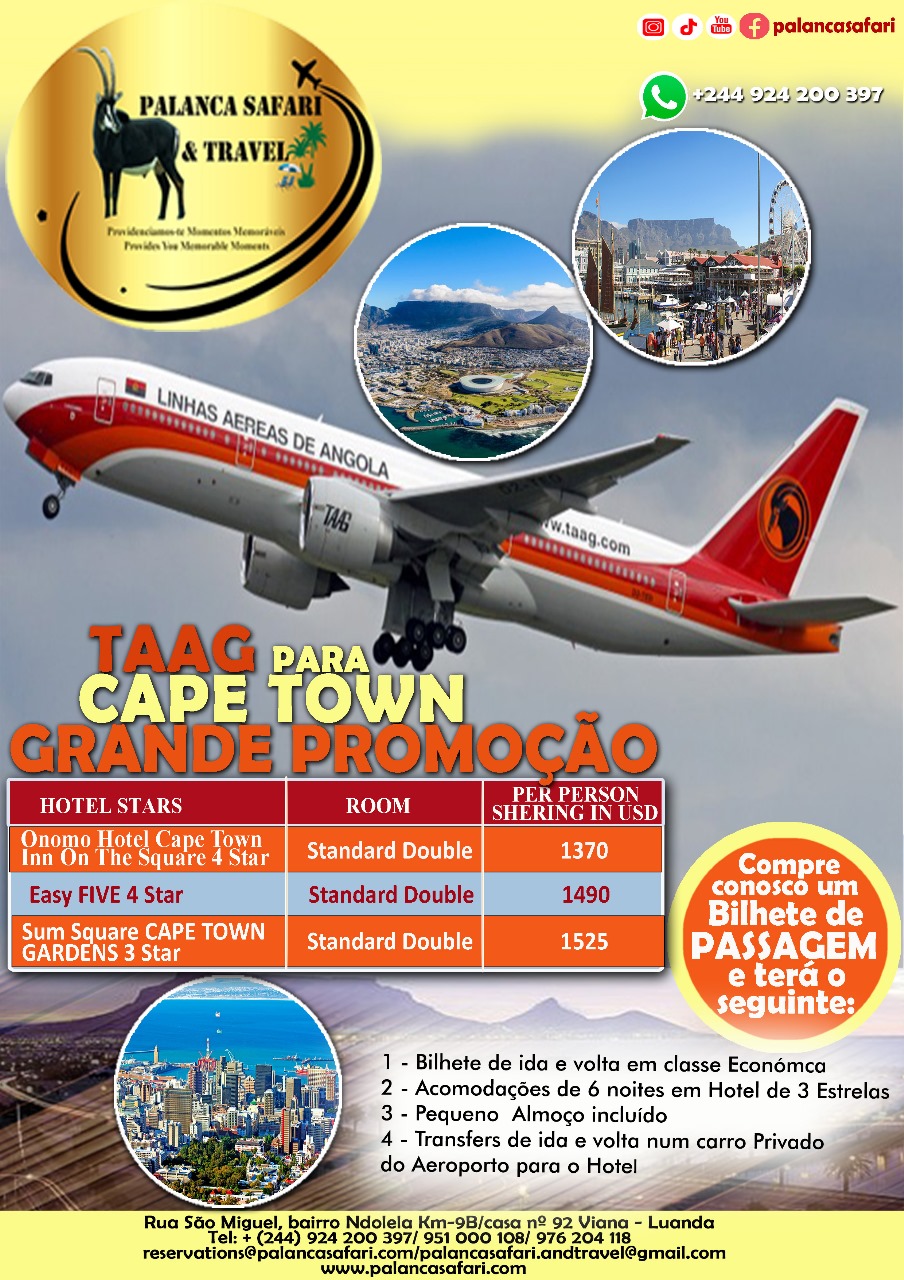 palancasafari
+244 924 200 397
PALANCA SAFARI
& TRAVEL
Providenciamos-te Momentos Memoráveis
Provides You Memorable Moments
LINHAS AEREAS DE ANGOLA
TAAG
www.taag.com
TAAG PARA
CAPE TOWN
GRANDE PROMOÇÃO
HOTEL STARS ROOM PER PERSON SHERING IN USD
Onomo Hotel Cape Town
Inn On The Square 4 Star Standard Double 1370
Easy FIVE 4 Star Standard Double 1490
Sum Square CAPE TOWN
GARDENS 3 Star Standard Double 1525
Compre
conosco um
Bilhete de
PASSAGEM
e terá o
seguinte:
1 - Bilhete de ida e volta em classe Económca
2 - Acomodações de 6 noites em Hotel de 3 Estrelas
3 - Pequeno Almoço incluído
4 - Transfers de ida e volta num carro Privado
do Aeroporto para o Hotel
Rua São Miguel, bairro Ndolela Km-9B/casa nº 92 Viana - Luanda
Tel: + (244) 924 200 397/ 951 000 108/ 976 204 118
reservations@palancasafari.com/palancasafari.andtravel@gmail.com
www.palancasafari.com